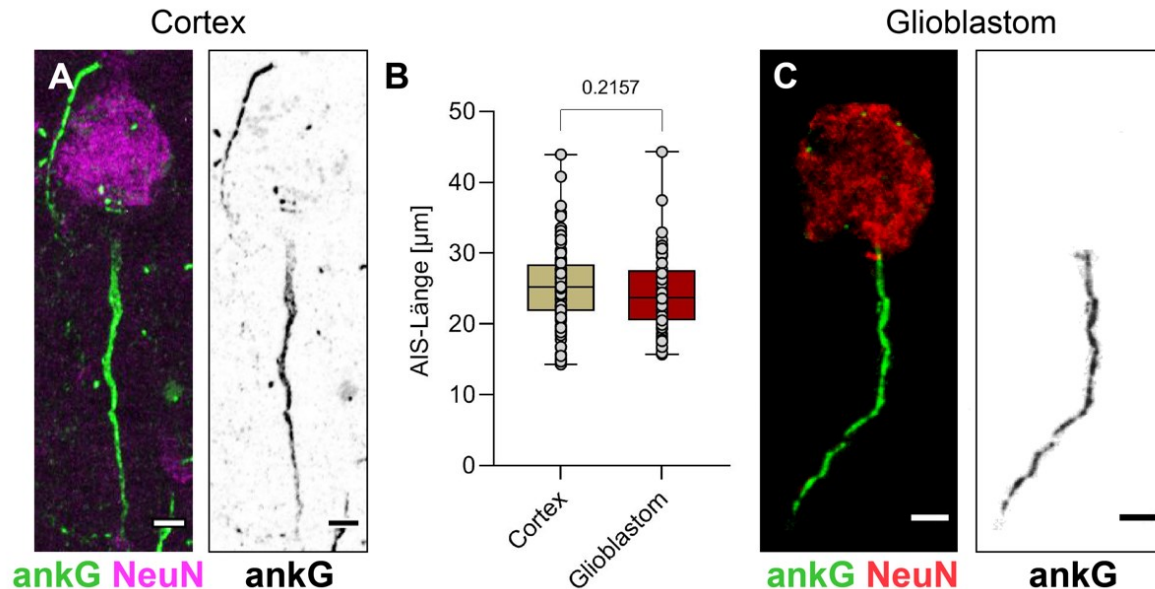 Cortex
Glioblastom
A
B
C
0.2157
50
40
30
20
10
0
AIS-Länge [µm]
Cortex
Glioblastom
ankG NeuN
ankG
ankG NeuN
ankG